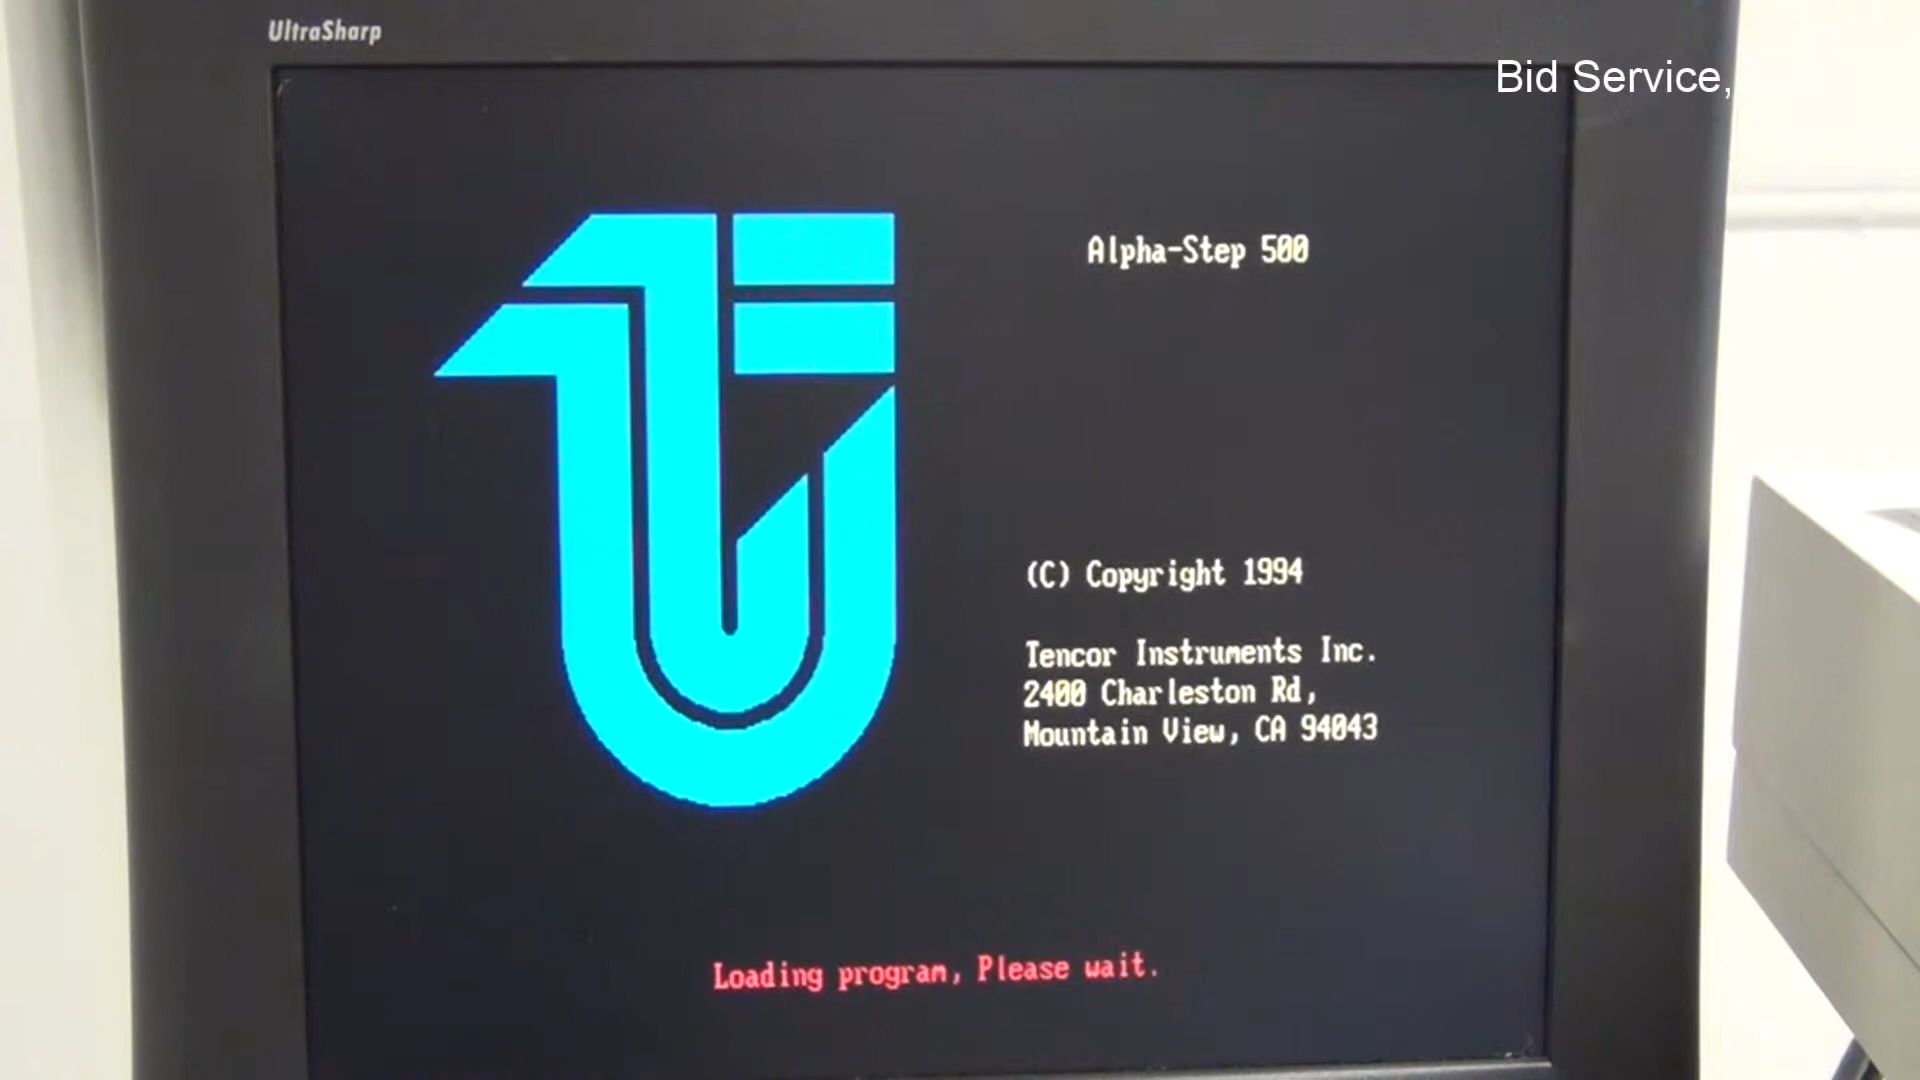 UltraSharp
Bid Service,
Alpha-Step 500
(C) Copyright 1994
Tencor Instruments Inc.
2400 Charleston Rd,
Mountain View, CA 94043
Loading program, Please wait.